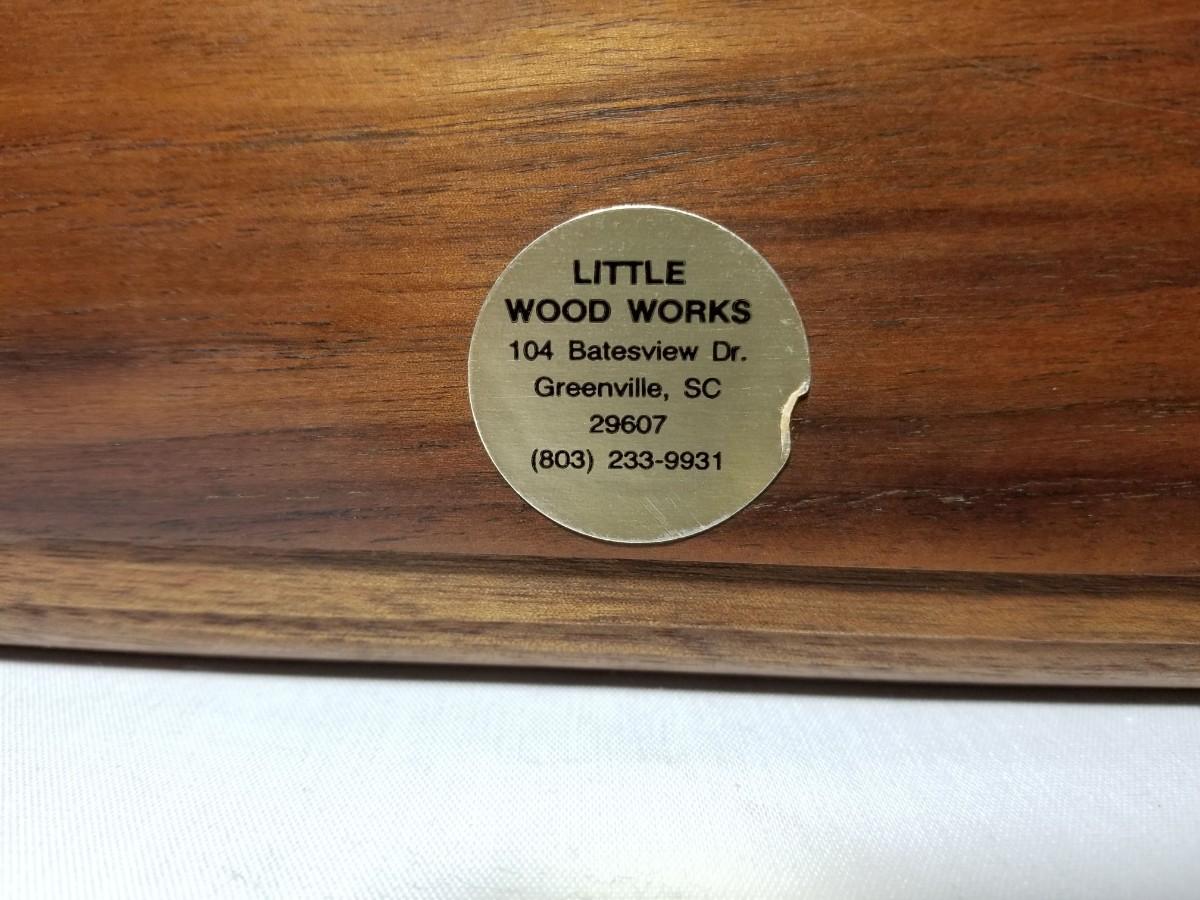 LITTLE
WOOD WORKS
104 Batesview Dr.
Greenville, SC
29607
(803) 233-9931